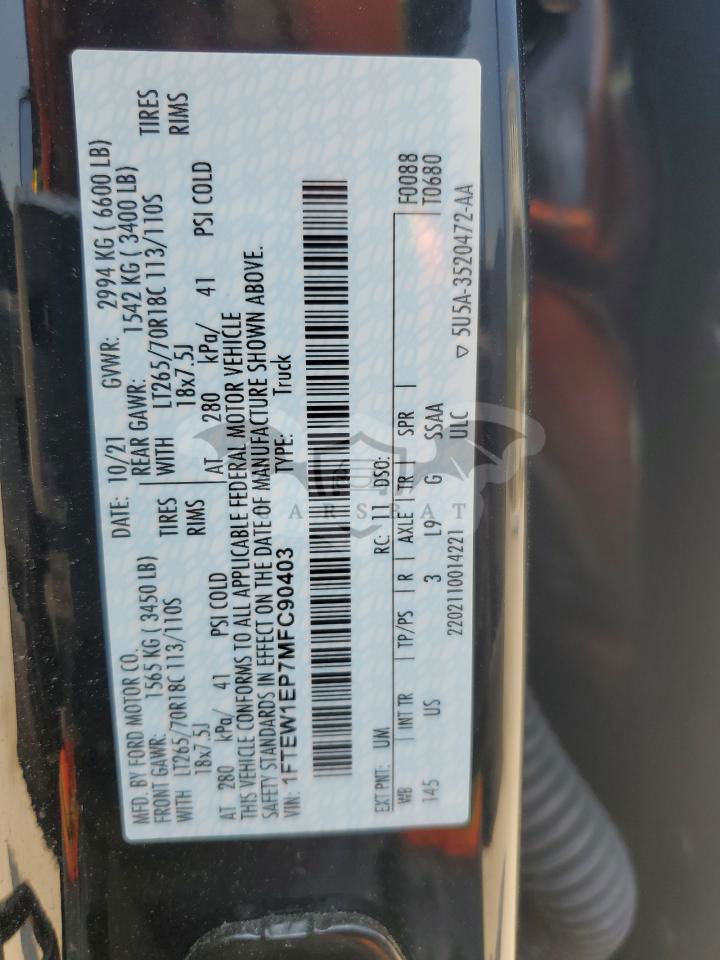 MFD. BY FORD MOTOR CO.
DATE: 10/21 GVWR: 2994 KG ( 6600 LB)
FRONT GAWR: 1565 KG ( 3450 LB) REAR GAWR: 1542 KG ( 3400 LB)
WITH LT265/70R18C 113/110S TIRES WITH LT265/70R18C 113/110S TIRES
18x7.5J RIMS 18x7.5J RIMS
AT 280 kPa/ 41 PSI COLD AT 280 kPa/ 41 PSI COLD
THIS VEHICLE CONFORMS TO ALL APPLICABLE FEDERAL MOTOR VEHICLE
SAFETY STANDARDS IN EFFECT ON THE DATE OF MANUFACTURE SHOWN ABOVE.
VIN: 1FTEW1EP7MFC90403 TYPE: Truck
EXT PNT: UM RC: 11 DSO: F0088
WB INT TR TP/PS R AXLE TR SPR T0680
145 US 3 L9 G SSAA
2202110014221 ULC
▽ 5U5A-3520472-AA
ARSBAT